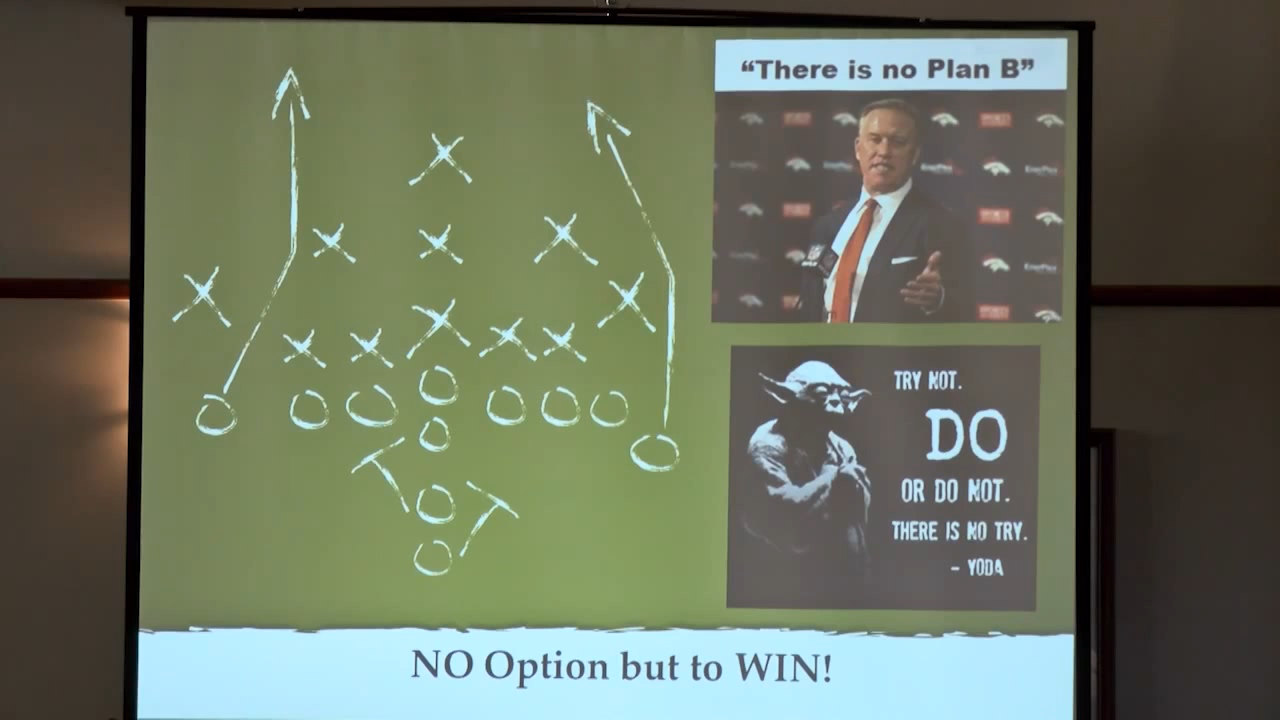 “There is no Plan B”
TRY NOT.
DO
OR DO NOT.
THERE IS NO TRY.
– YODA
NO Option but to WIN!